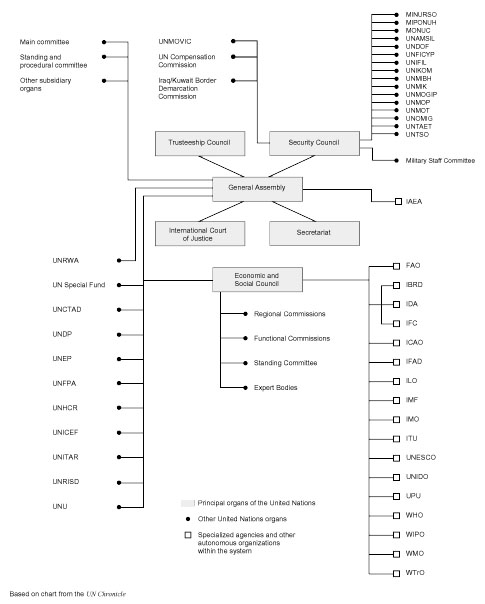 Main committee
Standing and
procedural committee
Other subsidiary
organs
UNMOVIC
UN Compensation
Commission
Iraq/Kuwait Border
Demarcation
Commission
MINURSO
MIPONUH
MONUC
UNAMSIL
UNDOF
UNFICYP
UNIFIL
UNIKOM
UNMIBH
UNMIK
UNMOGIP
UNMOP
UNMOT
UNOMIG
UNTAET
UNTSO
Military Staff Committee
Trusteeship Council
Security Council
General Assembly
IAEA
International Court
of Justice
Secretariat
UNRWA
UN Special Fund
UNCTAD
UNDP
UNEP
UNFPA
UNHCR
UNICEF
UNITAR
UNRISD
UNU
Economic and
Social Council
Regional Commissions
Functional Commissions
Standing Committee
Expert Bodies
FAO
IBRD
IDA
IFC
ICAO
IFAD
ILO
IMF
IMO
ITU
UNESCO
UNIDO
UPU
WHO
WIPO
WMO
WTrO
Principal organs of the United Nations
Other United Nations organs
Specialized agencies and other
autonomous organizations
within the system
Based on chart from the UN Chronicle